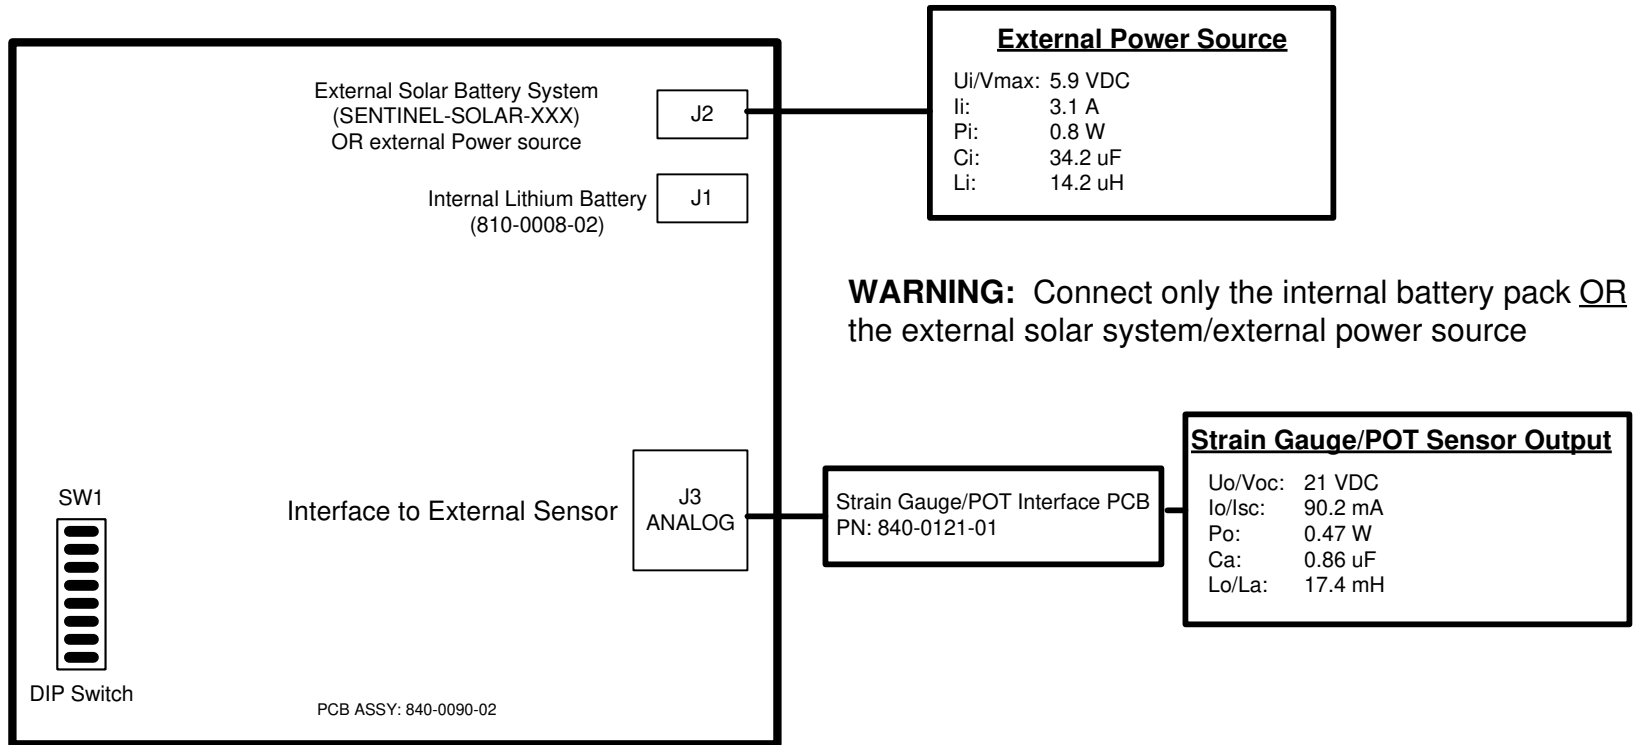 External Solar Battery System
(SENTINEL-SOLAR-XXX)
OR external Power source
J2
Internal Lithium Battery
(810-0008-02)
J1
External Power Source
Ui/Vmax: 5.9 VDC
Ii: 3.1 A
Pi: 0.8 W
Ci: 34.2 uF
Li: 14.2 uH
WARNING: Connect only the internal battery pack OR
the external solar system/external power source
Interface to External Sensor
J3
ANALOG
Strain Gauge/POT Interface PCB
PN: 840-0121-01
Strain Gauge/POT Sensor Output
Uo/Voc: 21 VDC
Io/Isc: 90.2 mA
Po: 0.47 W
Ca: 0.86 uF
Lo/La: 17.4 mH
SW1
DIP Switch
PCB ASSY: 840-0090-02